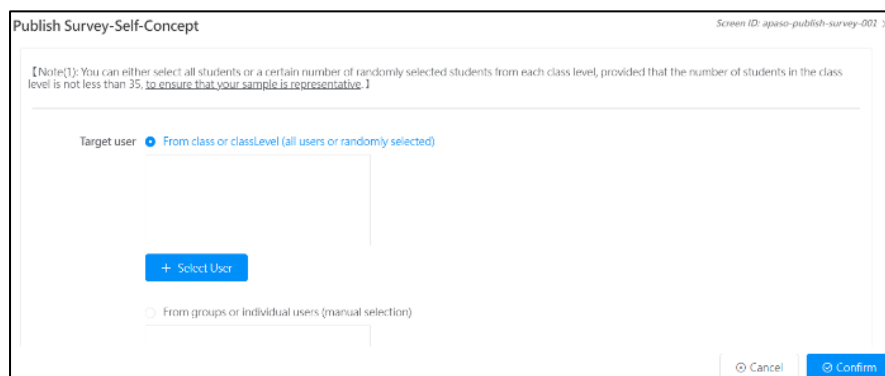 Publish Survey-Self-Concept
Screen ID: apaso-publish-survey-001
【Note(1): You can either select all students or a certain number of randomly selected students from each class level, provided that the number of students in the class
level is not less than 35, to ensure that your sample is representative.】
Target user From class or classLevel (all users or randomly selected)
+ Select User
From groups or individual users (manual selection)
Cancel Confirm